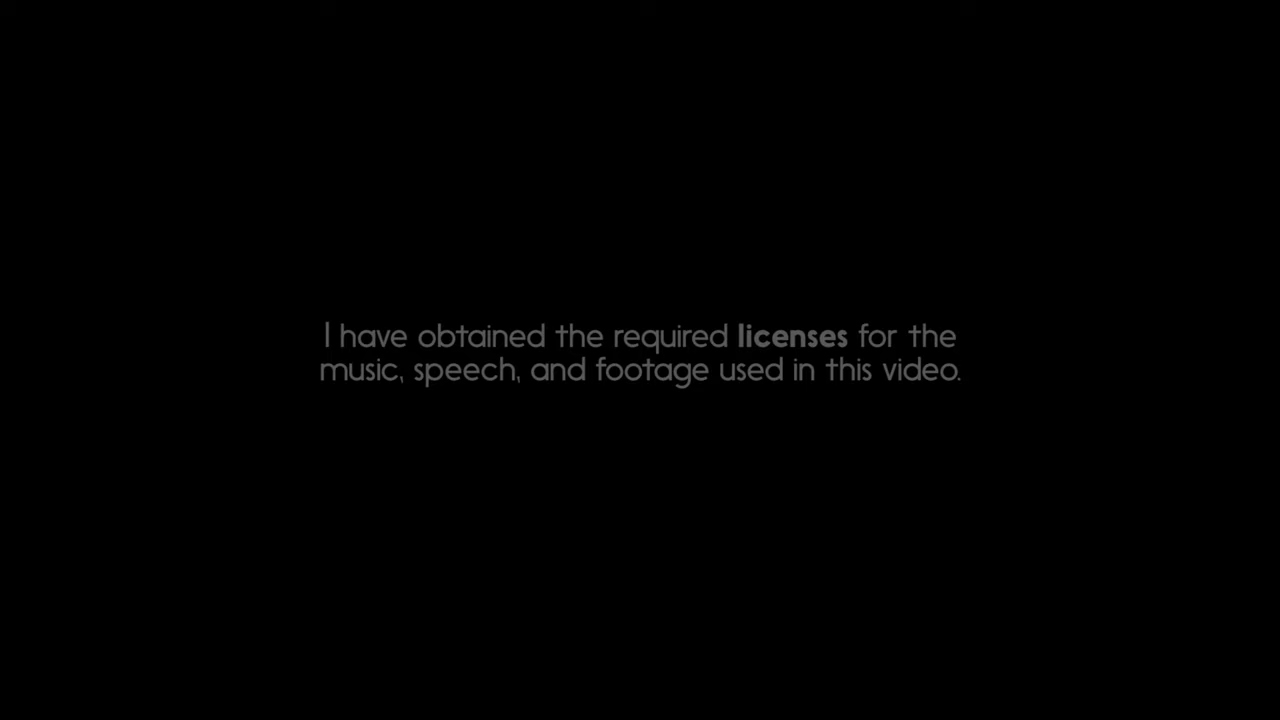 I have obtained the required licenses for the
music, speech, and footage used in this video.